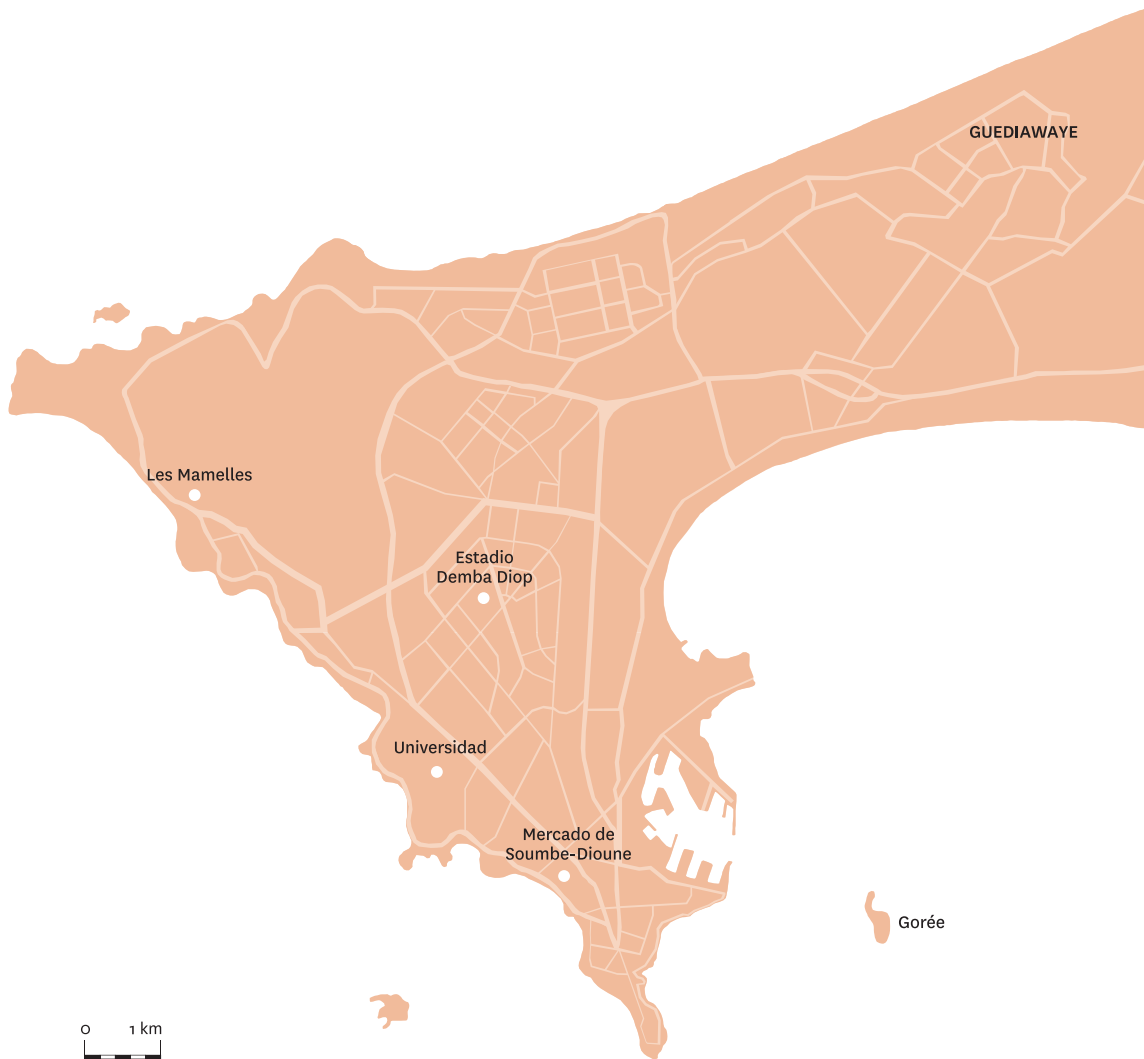 GUEDIAWAYE
Les Mamelles
Estadio
Demba Diop
Universidad
Mercado de
Soumbe-Dioune
Gorée
0 1 km